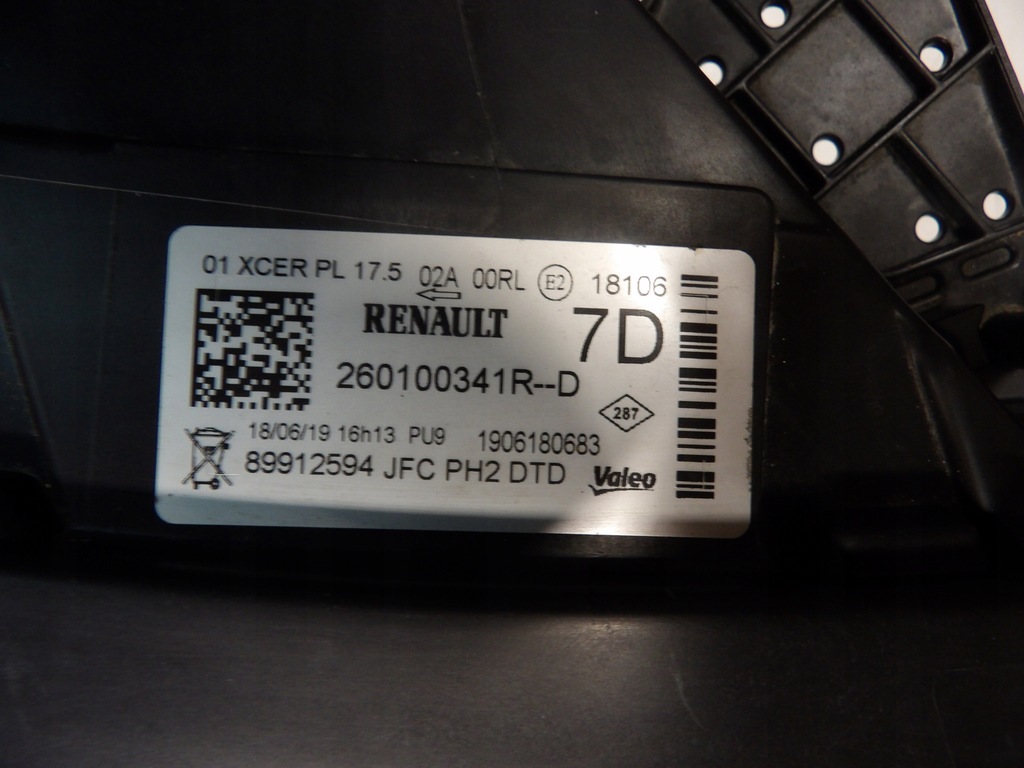 01 XCER PL 17.5 02A 00RL E2 18106
RENAULT 7D
260100341R--D
287
18/06/19 16h13 PU9 1906180683
89912594 JFC PH2 DTD Valeo